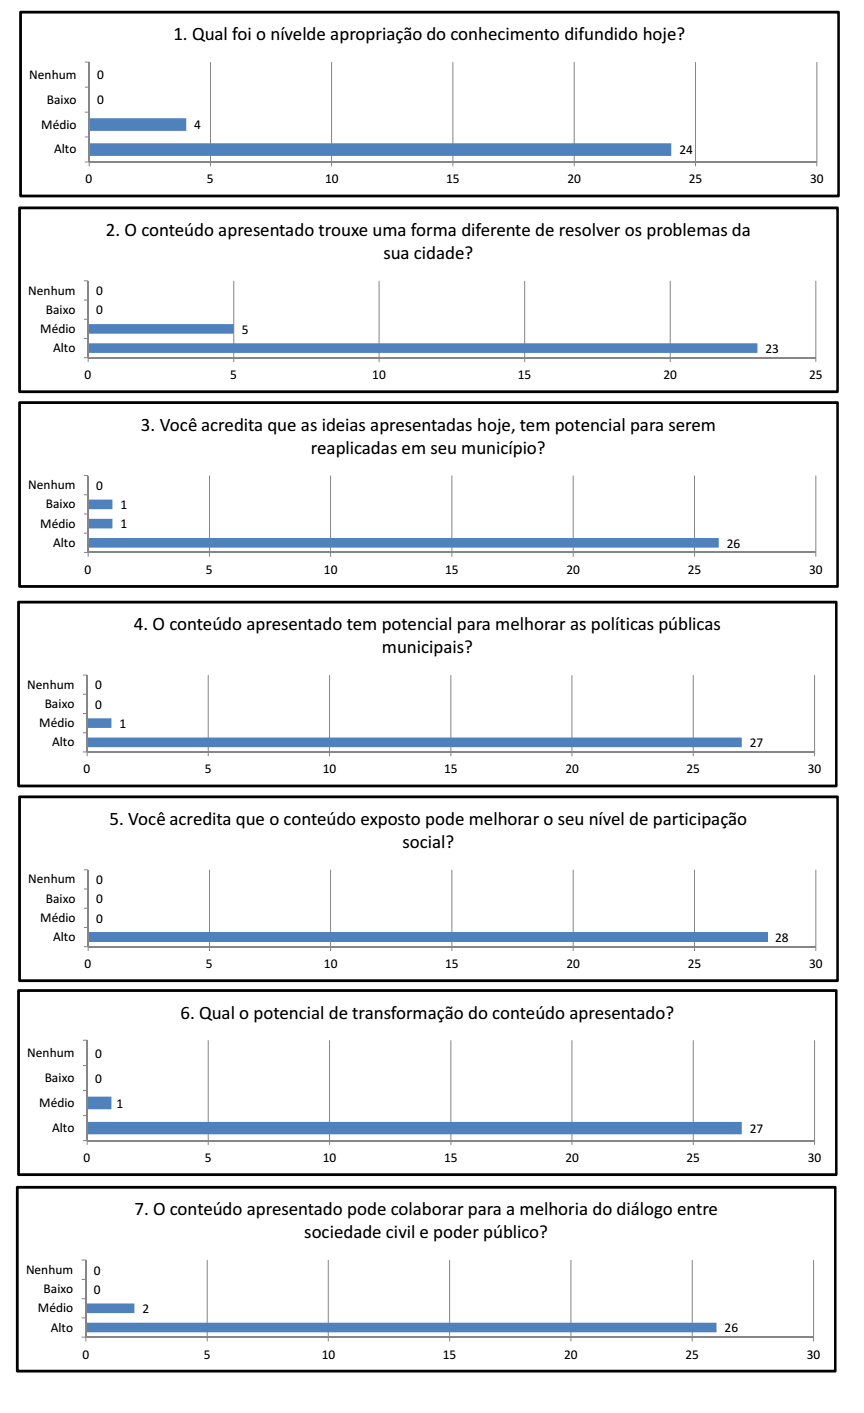 1. Qual foi o nívelde apropriação do conhecimento difundido hoje?
Nenhum 0
Baixo 0
Médio 4
Alto 24
0 5 10 15 20 25 30
2. O conteúdo apresentado trouxe uma forma diferente de resolver os problemas da
sua cidade?
Nenhum 0
Baixo 0
Médio 5
Alto 23
0 5 10 15 20 25
3. Você acredita que as ideias apresentadas hoje, tem potencial para serem
reaplicadas em seu município?
Nenhum 0
Baixo 1
Médio 1
Alto 26
0 5 10 15 20 25 30
4. O conteúdo apresentado tem potencial para melhorar as políticas públicas
municipais?
Nenhum 0
Baixo 0
Médio 1
Alto 27
0 5 10 15 20 25 30
5. Você acredita que o conteúdo exposto pode melhorar o seu nível de participação
social?
Nenhum 0
Baixo 0
Médio 0
Alto 28
0 5 10 15 20 25 30
6. Qual o potencial de transformação do conteúdo apresentado?
Nenhum 0
Baixo 0
Médio 1
Alto 27
0 5 10 15 20 25 30
7. O conteúdo apresentado pode colaborar para a melhoria do diálogo entre
sociedade civil e poder público?
Nenhum 0
Baixo 0
Médio 2
Alto 26
0 5 10 15 20 25 30